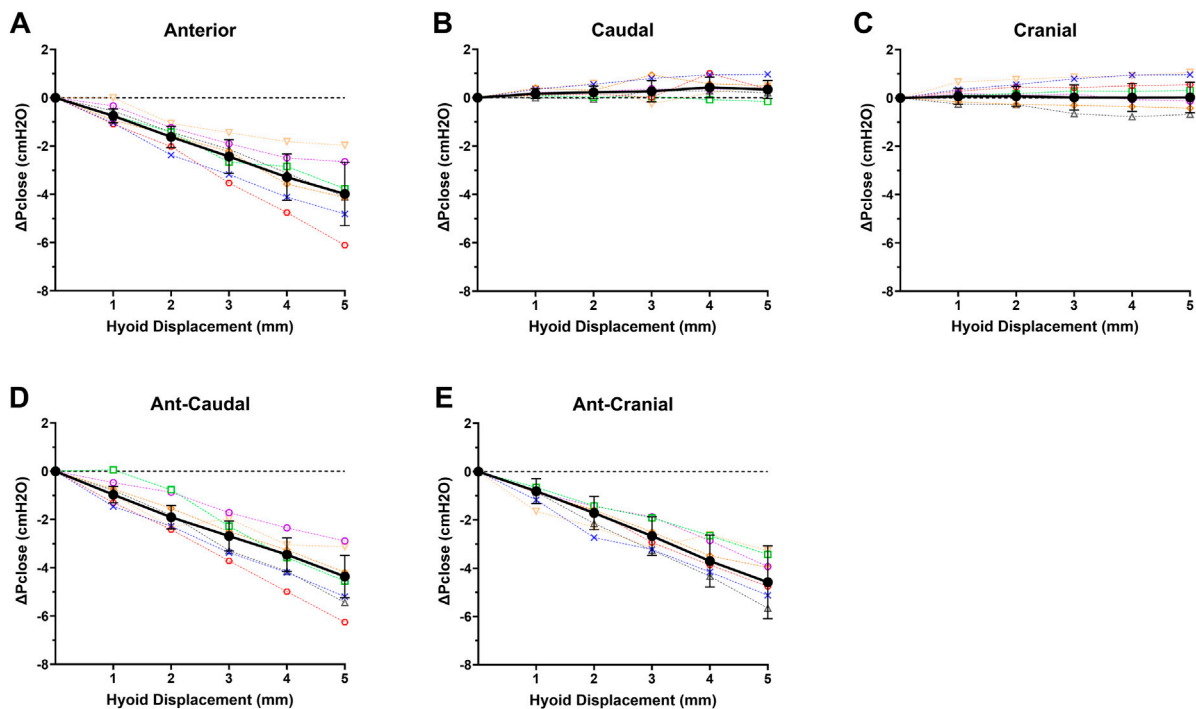 A
Anterior
2
0
-2
-4
-6
-8
ΔPclose (cmH2O)
1 2 3 4 5
Hyoid Displacement (mm)
B
Caudal
2
0
-2
-4
-6
-8
ΔPclose (cmH2O)
1 2 3 4 5
Hyoid Displacement (mm)
C
Cranial
2
0
-2
-4
-6
-8
ΔPclose (cmH2O)
1 2 3 4 5
Hyoid Displacement (mm)
D
Ant-Caudal
2
0
-2
-4
-6
-8
ΔPclose (cmH2O)
1 2 3 4 5
Hyoid Displacement (mm)
E
Ant-Cranial
2
0
-2
-4
-6
-8
ΔPclose (cmH2O)
1 2 3 4 5
Hyoid Displacement (mm)